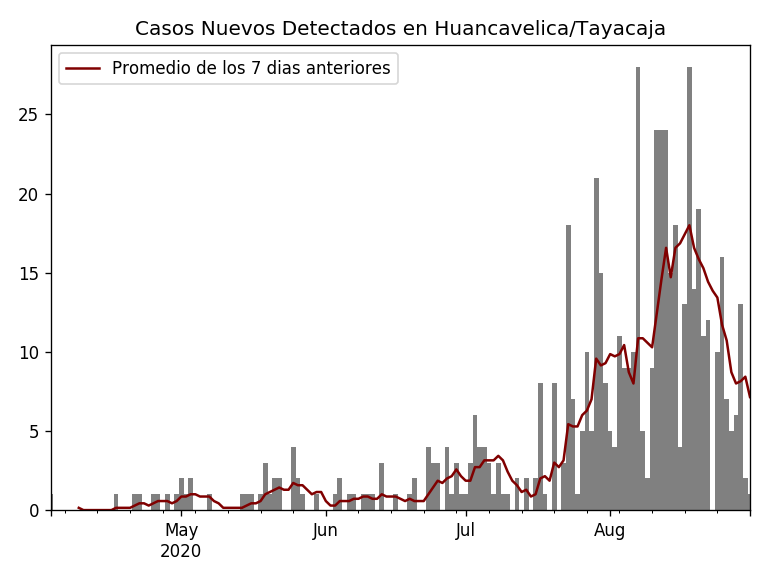 Casos Nuevos Detectados en Huancavelica/Tayacaja
Promedio de los 7 dias anteriores
25
20
15
10
5
0
May
2020
Jun
Jul
Aug